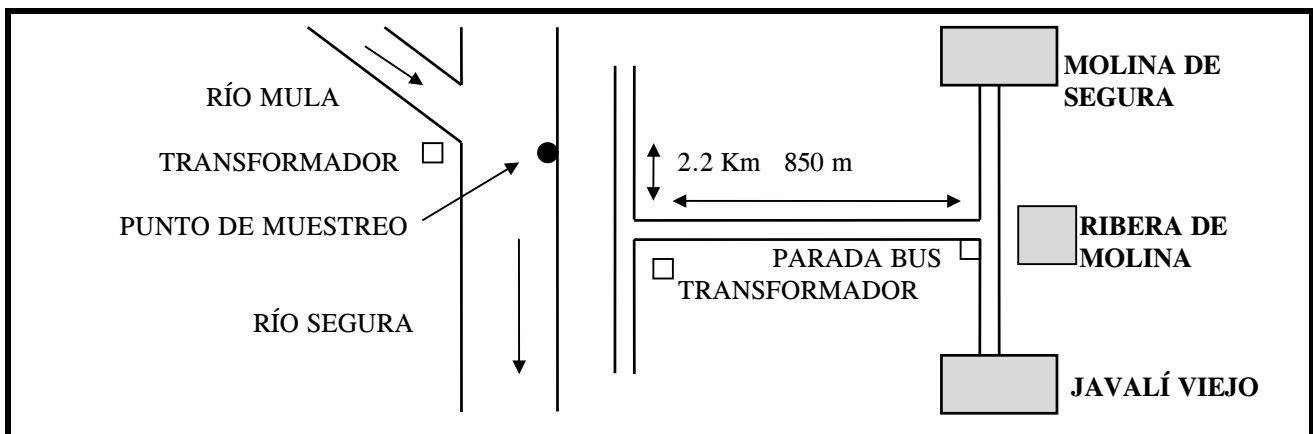 MOLINA DE
SEGURA
RÍO MULA
TRANSFORMADOR
2.2 Km 850 m
PUNTO DE MUESTREO
RIBERA DE
MOLINA
PARADA BUS
TRANSFORMADOR
RÍO SEGURA
JAVALÍ VIEJO